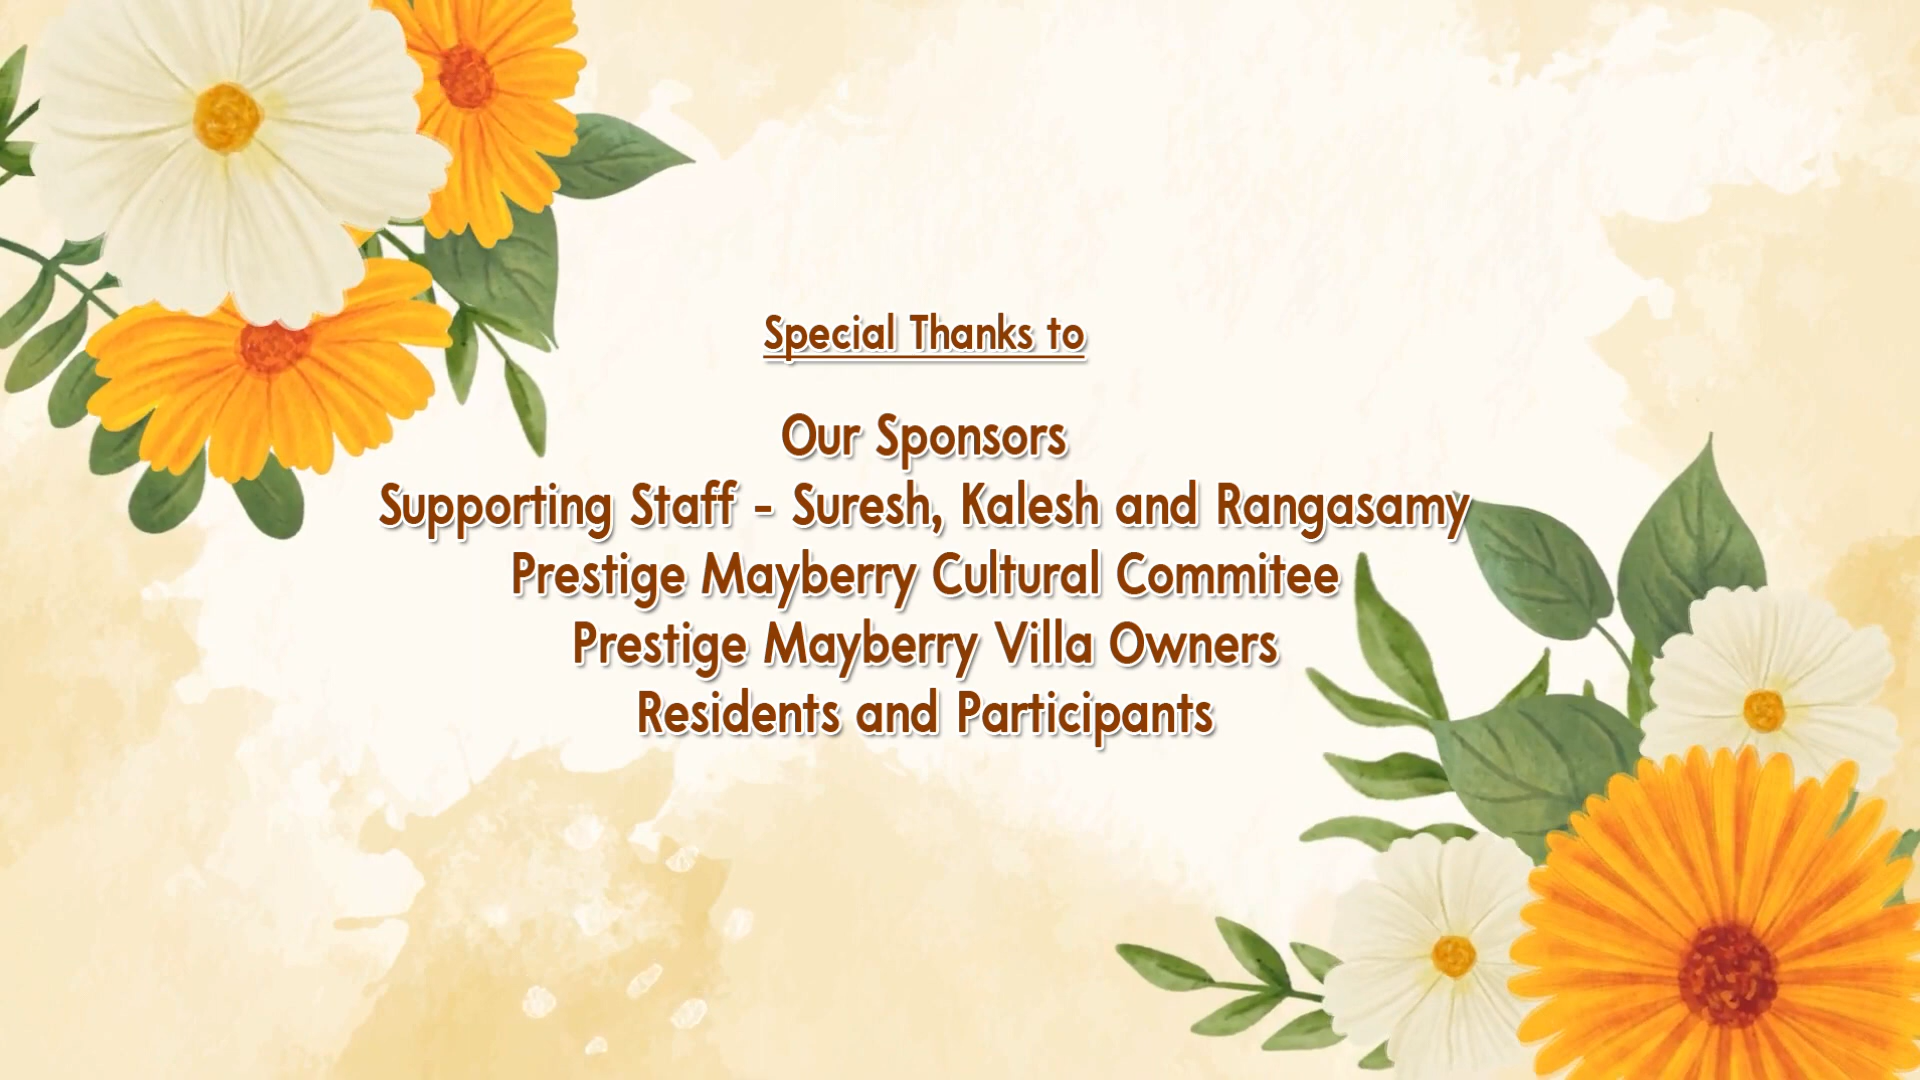 Special Thanks to
Our Sponsors
Supporting Staff - Suresh, Kalesh and Rangasamy
Prestige Mayberry Cultural Commitee
Prestige Mayberry Villa Owners
Residents and Participants